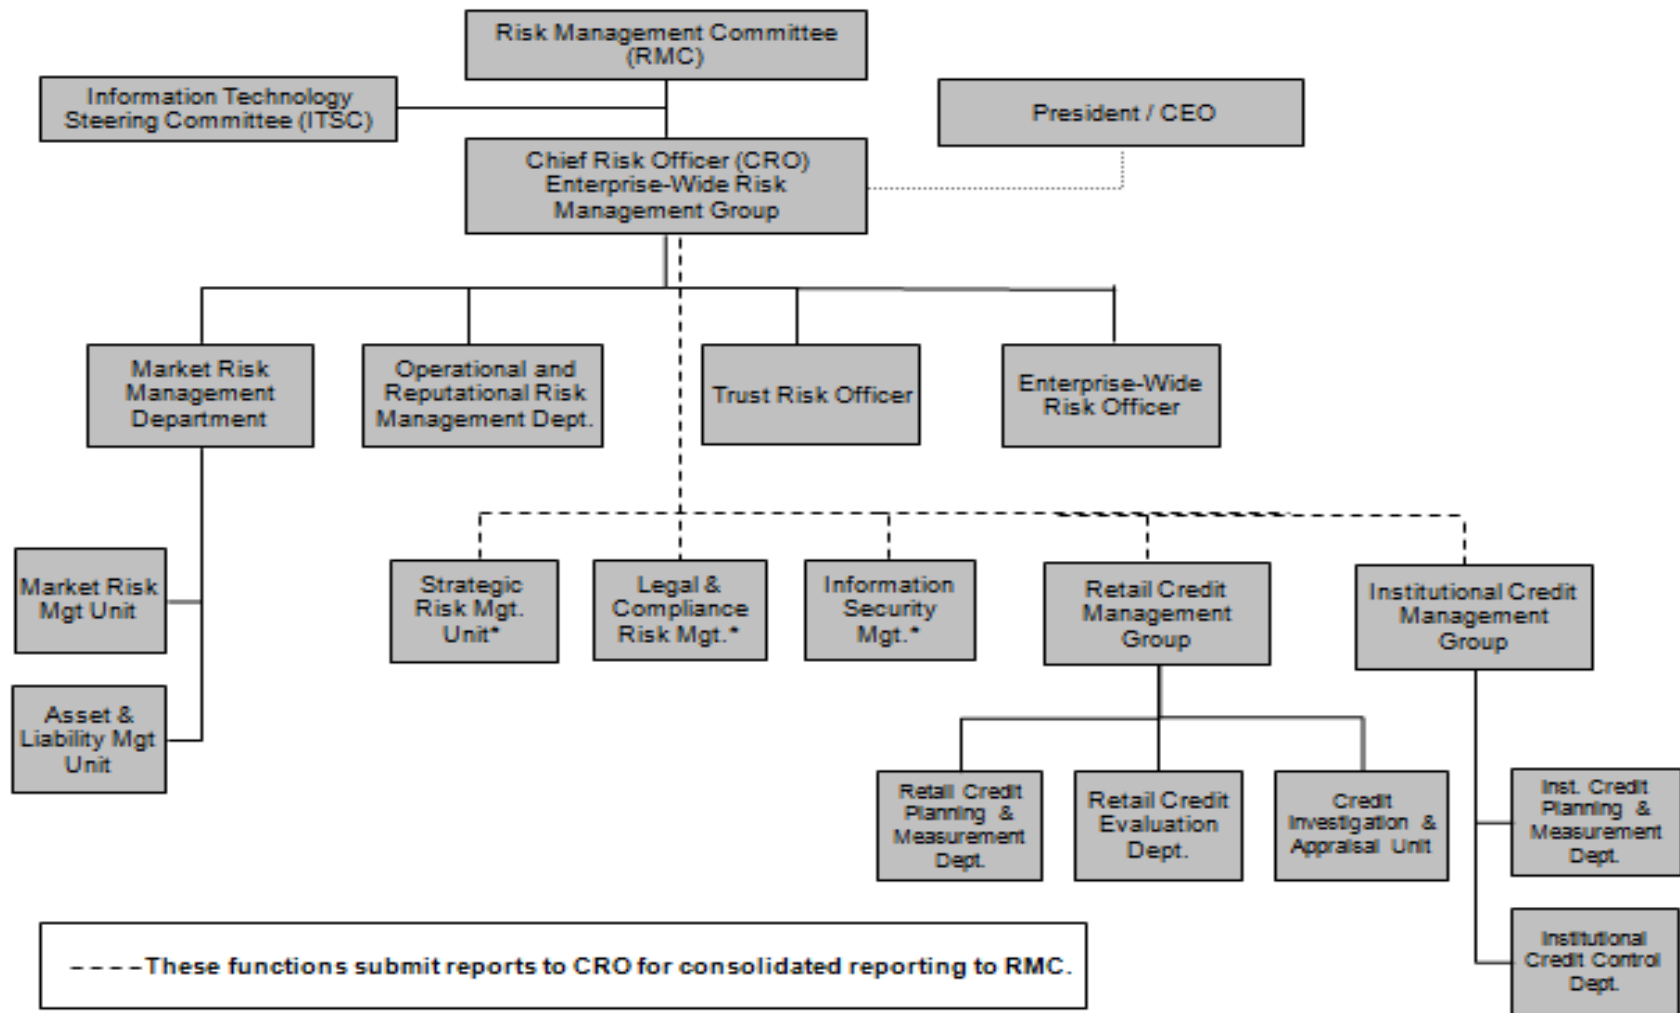 Risk Management Committee
(RMC)
Information Technology
Steering Committee (ITSC)
President / CEO
Chief Risk Officer (CRO)
Enterprise-Wide Risk
Management Group
Market Risk
Management
Department
Operational and
Reputational Risk
Management Dept.
Trust Risk Officer
Enterprise-Wide
Risk Officer
Market Risk
Mgt Unit
Asset &
Liability Mgt
Unit
Strategic
Risk Mgt.
Unit*
Legal &
Compliance
Risk Mgt.*
Information
Security
Mgt.*
Retail Credit
Management
Group
Institutional Credit
Management
Group
Retail Credit
Planning &
Measurement
Dept.
Retail Credit
Evaluation
Dept.
Credit
Investigation &
Appraisal Unit
Inst. Credit
Planning &
Measurement
Dept.
Institutional
Credit Control
Dept.
----These functions submit reports to CRO for consolidated reporting to RMC.